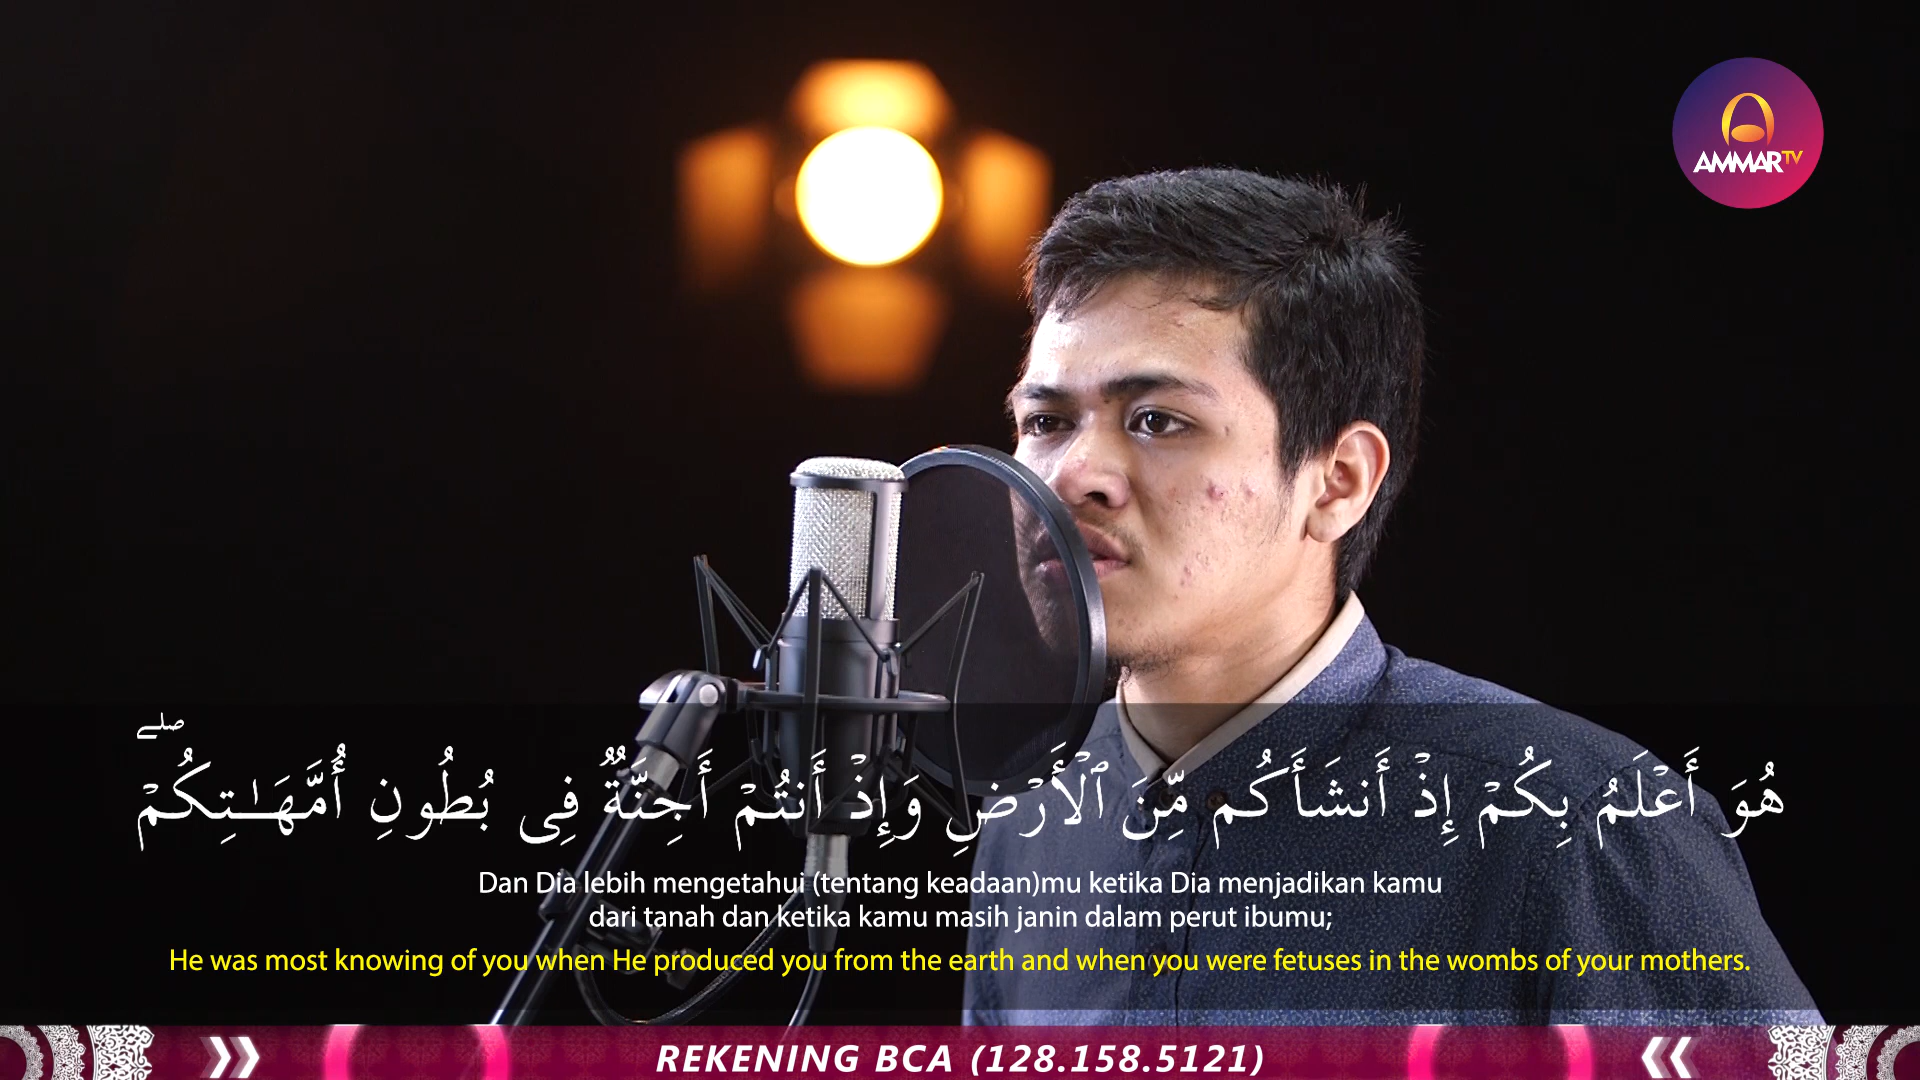 AMMARTV
صلے
هُوَ أَعْلَمُ بِكُمْ إِذْ أَنشَأَكُم مِّنَ ٱلْأَرْضِ وَإِذْ أَنتُمْ أَجِنَّةٌ فِى بُطُونِ أُمَّهَـٰتِكُمْ
Dan Dia lebih mengetahui (tentang keadaan)mu ketika Dia menjadikan kamu
dari tanah dan ketika kamu masih janin dalam perut ibumu;
He was most knowing of you when He produced you from the earth and when you were fetuses in the wombs of your mothers.
REKENING BCA (128.158.5121)